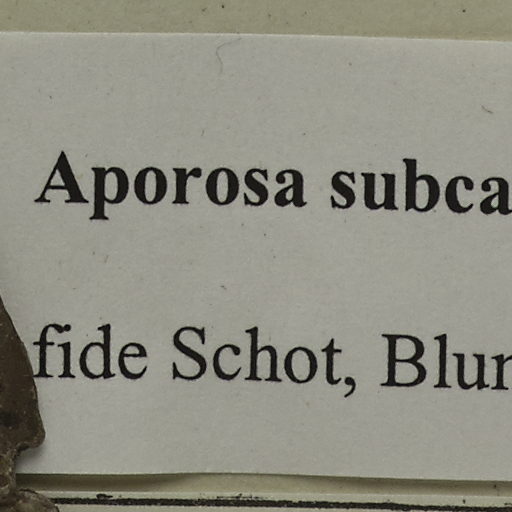 Aporosa subca
fide Schot, Blur